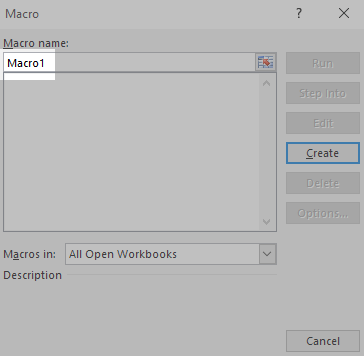 Macro
? ×
Macro name:
Macro1
Run
Step Into
Edit
Create
Delete
Options...
Macros in: All Open Workbooks
Description
Cancel